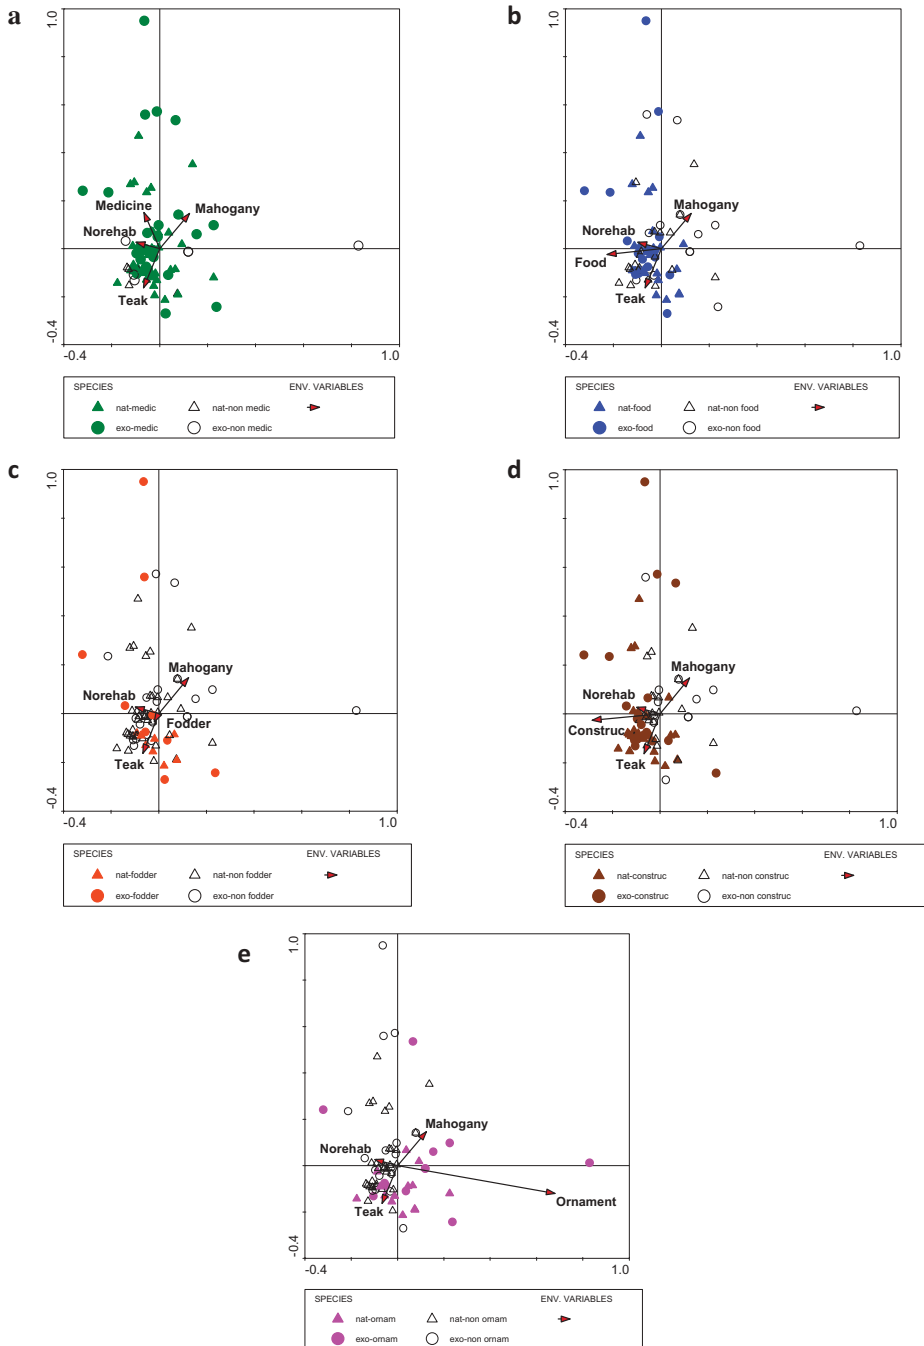 a
1.0
Medicine
Mahogany
Norehab
Teak
-0.4
-0.4
1.0
SPECIES
ENV. VARIABLES
nat-medic
nat-non medic
exo-medic
exo-non medic
b
1.0
Mahogany
Norehab
Food
Teak
-0.4
-0.4
1.0
SPECIES
ENV. VARIABLES
nat-food
nat-non food
exo-food
exo-non food
c
1.0
Mahogany
Norehab
Fodder
Teak
-0.4
-0.4
1.0
SPECIES
ENV. VARIABLES
nat-fodder
nat-non fodder
exo-fodder
exo-non fodder
d
1.0
Mahogany
Norehab
Construc
Teak
-0.4
-0.4
1.0
SPECIES
ENV. VARIABLES
nat-construc
nat-non construc
exo-construc
exo-non construc
e
1.0
Mahogany
Norehab
Ornament
Teak
-0.4
-0.4
1.0
SPECIES
ENV. VARIABLES
nat-ornam
nat-non ornam
exo-ornam
exo-non ornam